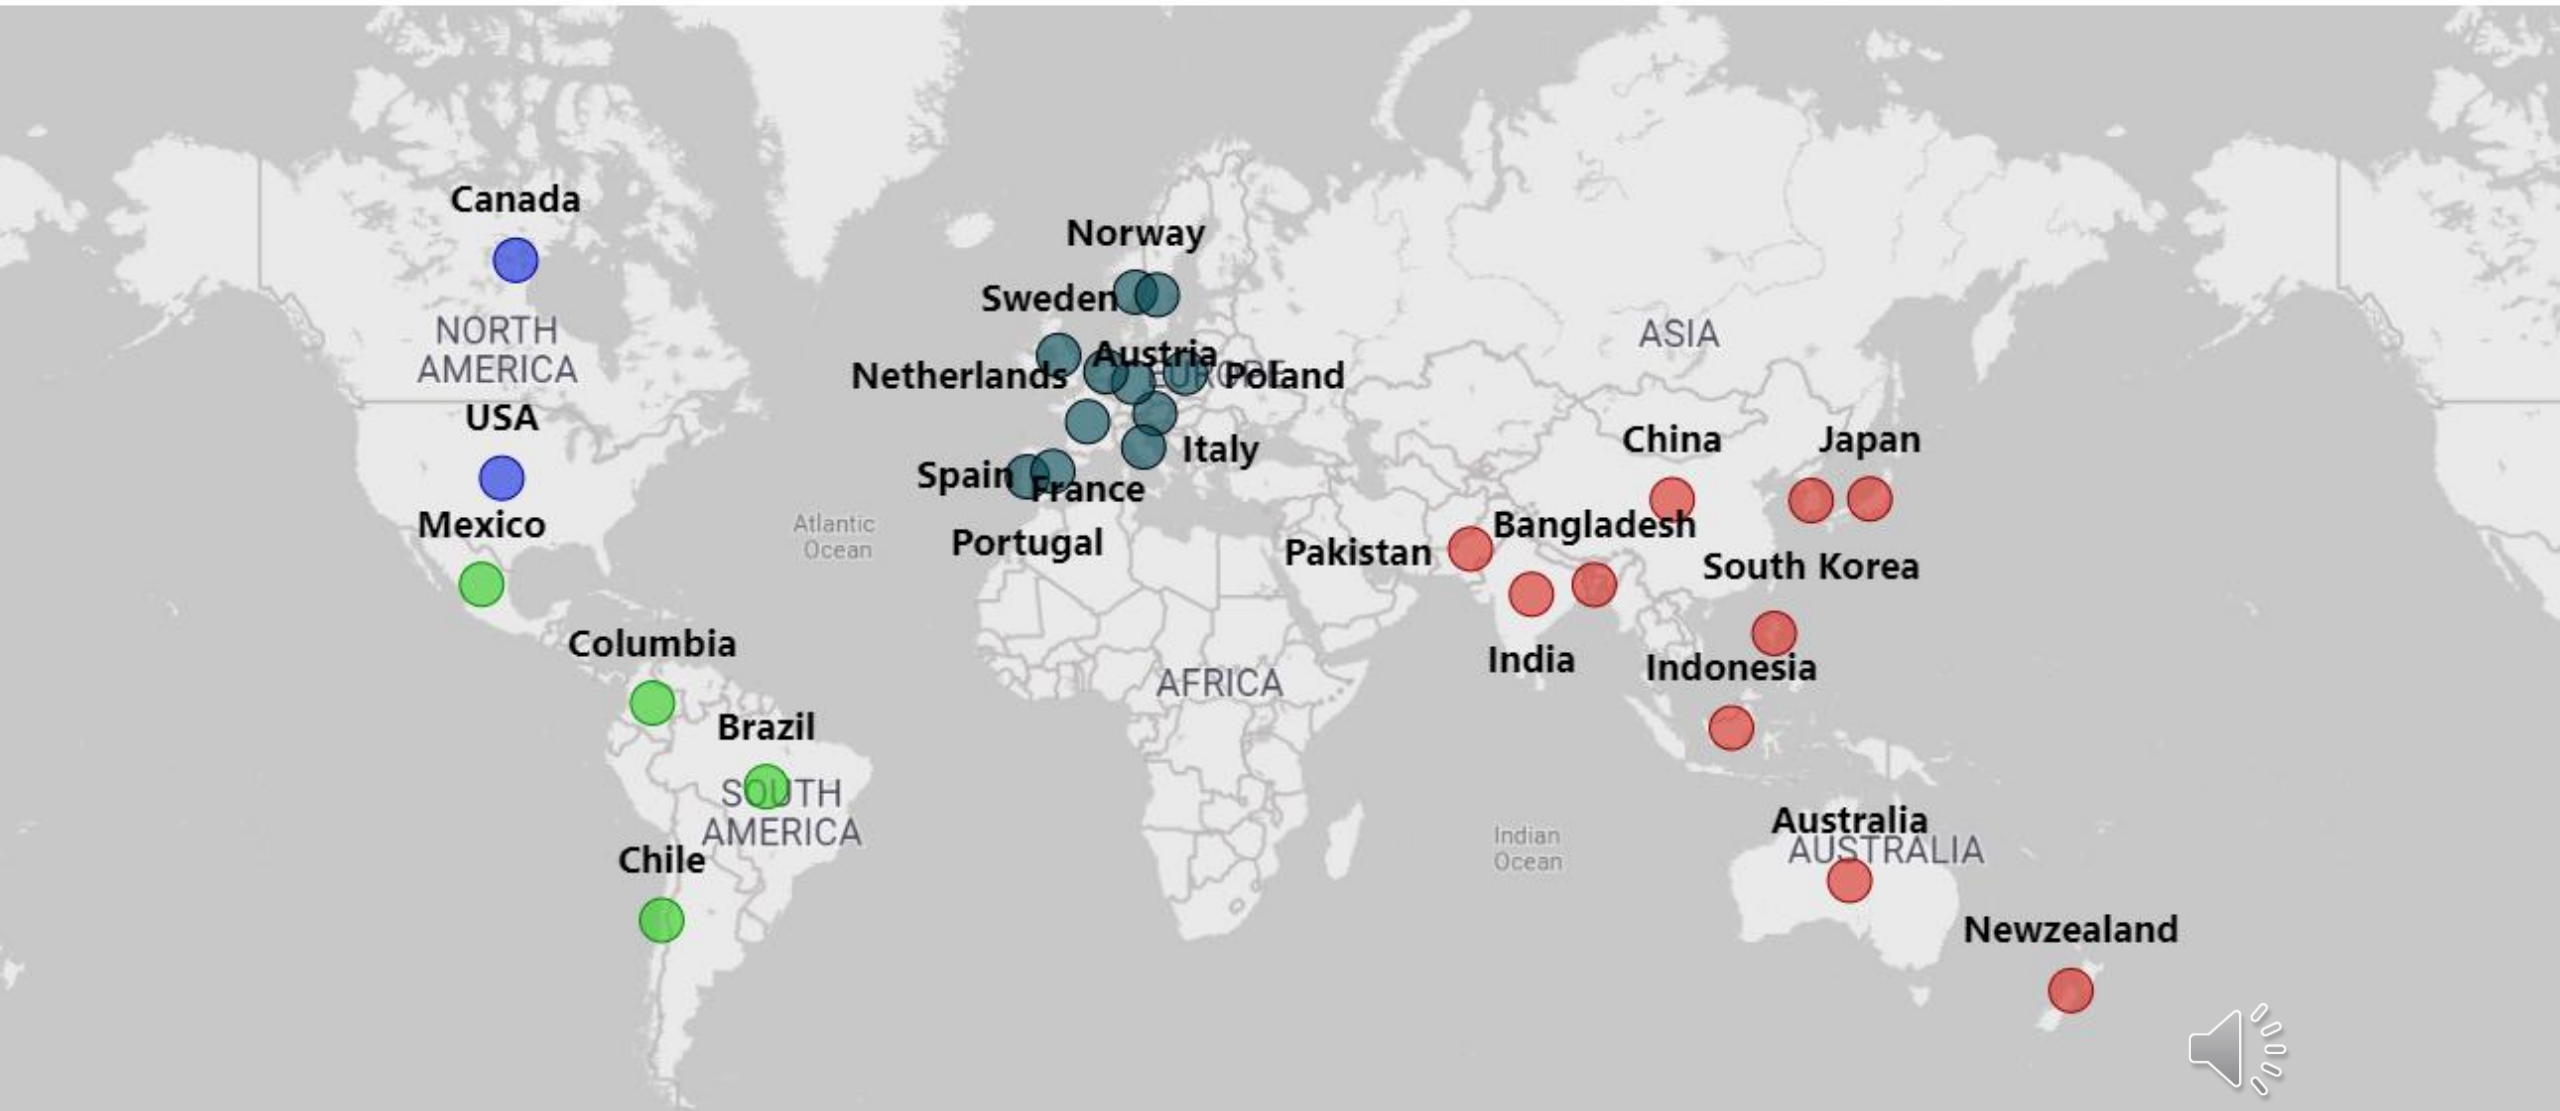 Canada
NORTH
AMERICA
USA
Mexico
Columbia
Brazil
SOUTH
AMERICA
Chile
Atlantic
Ocean
Norway
Sweden
Austria
Netherlands
EUROPE
Poland
Italy
Spain
France
Portugal
AFRICA
ASIA
China
Japan
Bangladesh
Pakistan
South Korea
India
Indonesia
Indian
Ocean
Australia
AUSTRALIA
Newzealand